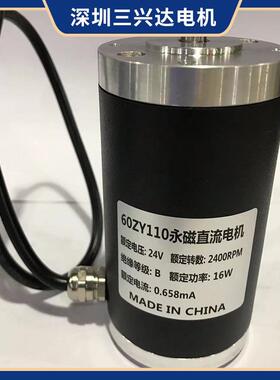 深圳三兴达电机
60ZY110永磁直流电机
额定电压: 24V 额定转数: 2400RPM
绝缘等级: B 额定功率: 16W
额定电流: 0.658mA
MADE IN CHINA